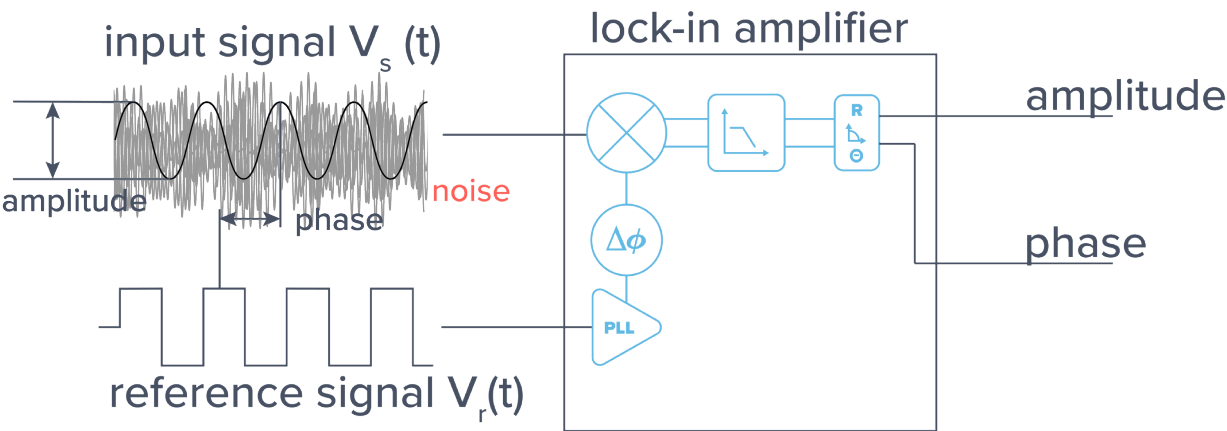 input signal Vs (t)
lock-in amplifier
amplitude
R
Θ
amplitude
noise
phase
Δϕ
phase
PLL
reference signal Vr(t)